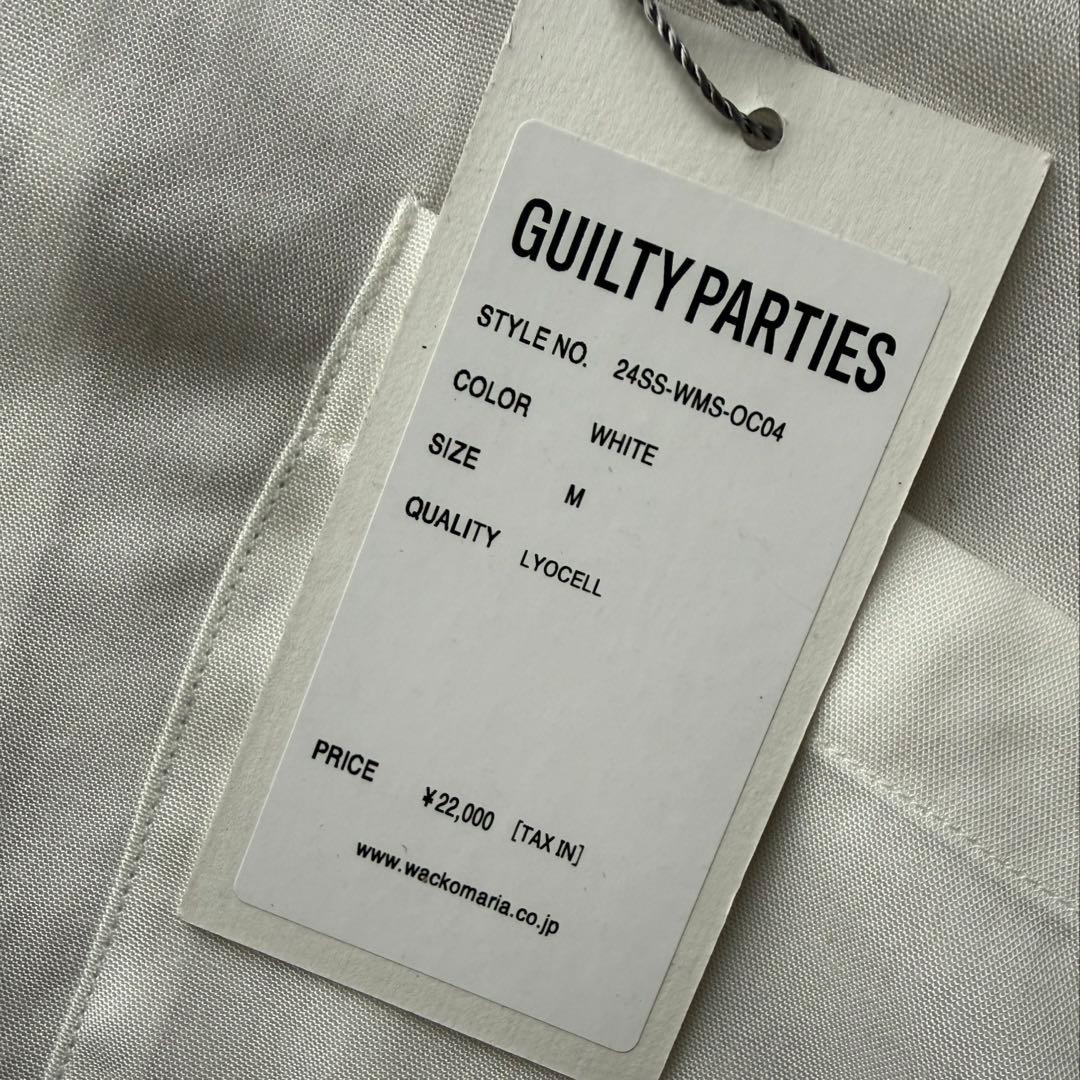 GUILTY PARTIES
STYLE NO. 24SS-WMS-OC04
COLOR WHITE
SIZE M
QUALITY LYOCELL
PRICE ¥22,000 [TAX IN]
www.wackomaria.co.jp